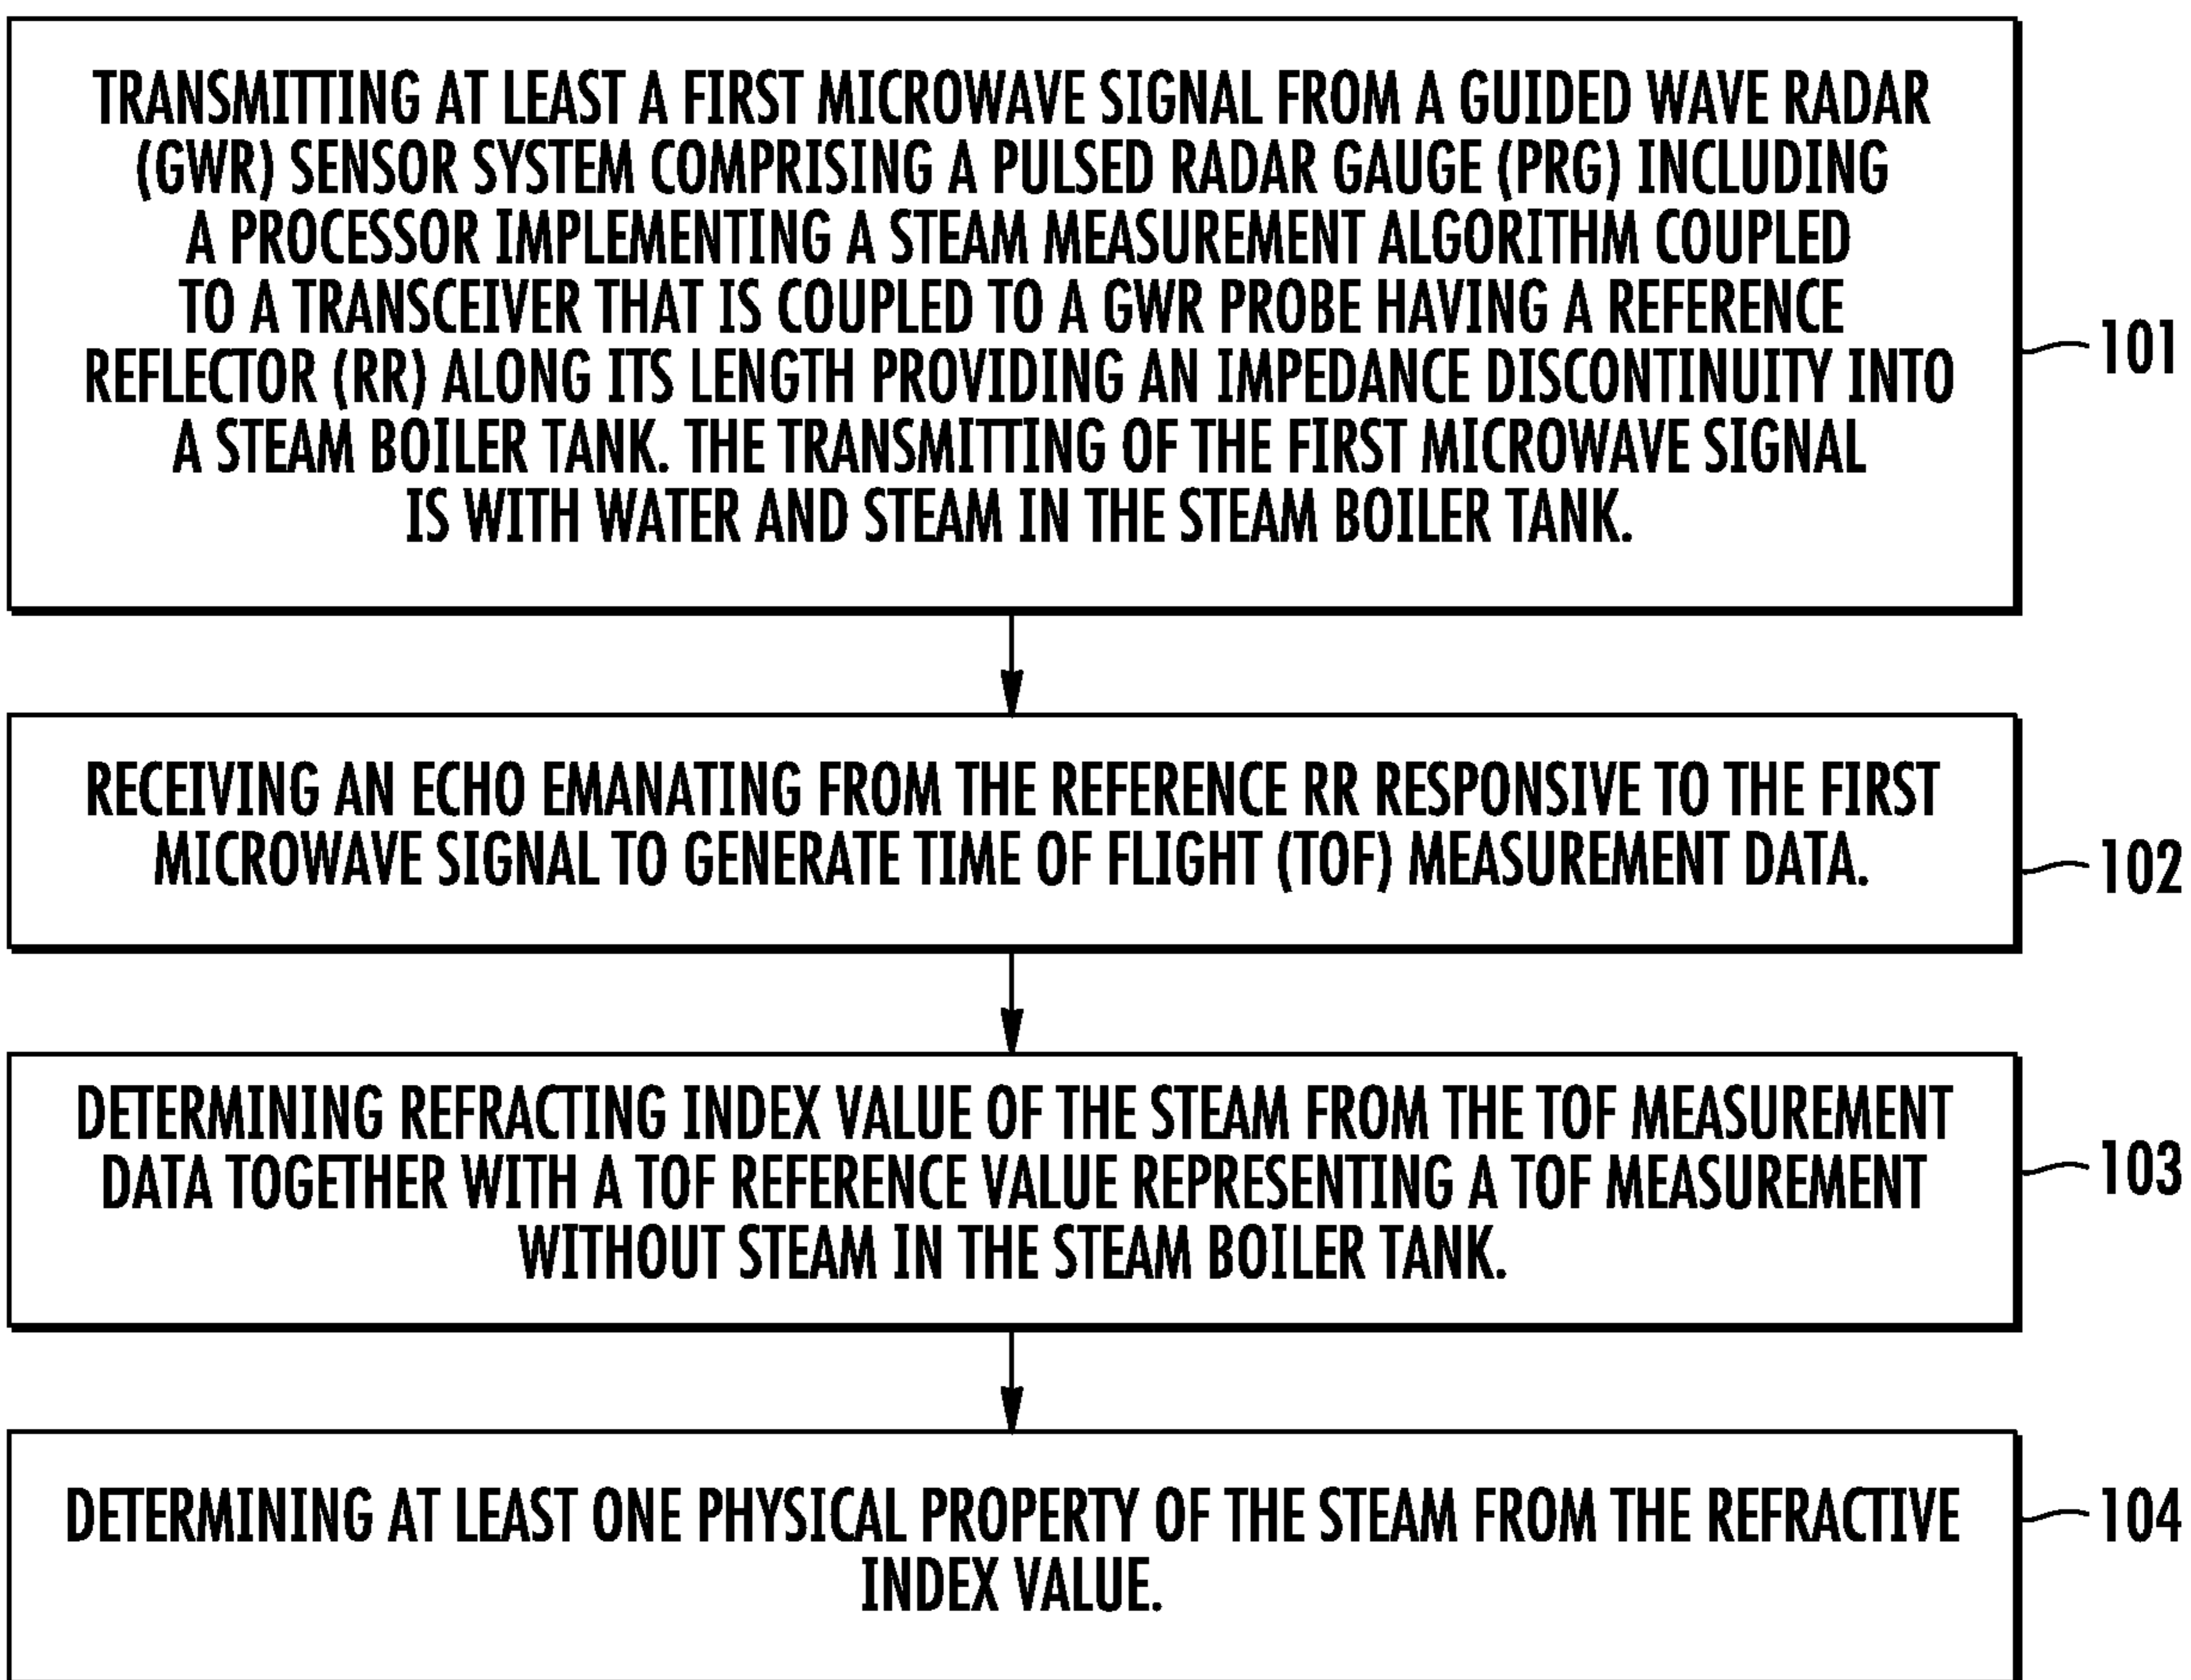 TRANSMITTING AT LEAST A FIRST MICROWAVE SIGNAL FROM A GUIDED WAVE RADAR
(GWR) SENSOR SYSTEM COMPRISING A PULSED RADAR GAUGE (PRG) INCLUDING
A PROCESSOR IMPLEMENTING A STEAM MEASUREMENT ALGORITHM COUPLED
TO A TRANSCEIVER THAT IS COUPLED TO A GWR PROBE HAVING A REFERENCE
REFLECTOR (RR) ALONG ITS LENGTH PROVIDING AN IMPEDANCE DISCONTINUITY INTO
A STEAM BOILER TANK. THE TRANSMITTING OF THE FIRST MICROWAVE SIGNAL
IS WITH WATER AND STEAM IN THE STEAM BOILER TANK.
101
RECEIVING AN ECHO EMANATING FROM THE REFERENCE RR RESPONSIVE TO THE FIRST
MICROWAVE SIGNAL TO GENERATE TIME OF FLIGHT (TOF) MEASUREMENT DATA.
102
DETERMINING REFRACTING INDEX VALUE OF THE STEAM FROM THE TOF MEASUREMENT
DATA TOGETHER WITH A TOF REFERENCE VALUE REPRESENTING A TOF MEASUREMENT
WITHOUT STEAM IN THE STEAM BOILER TANK.
103
DETERMINING AT LEAST ONE PHYSICAL PROPERTY OF THE STEAM FROM THE REFRACTIVE
INDEX VALUE.
104